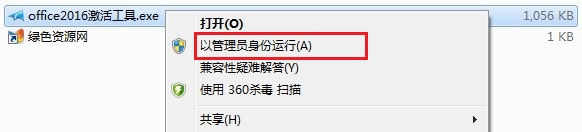 office2016激活工具.exe
1,056 KB
绿色资源网
1 KB
打开(O)
以管理员身份运行(A)
兼容性疑难解答(Y)
使用 360杀毒 扫描
共享(H)